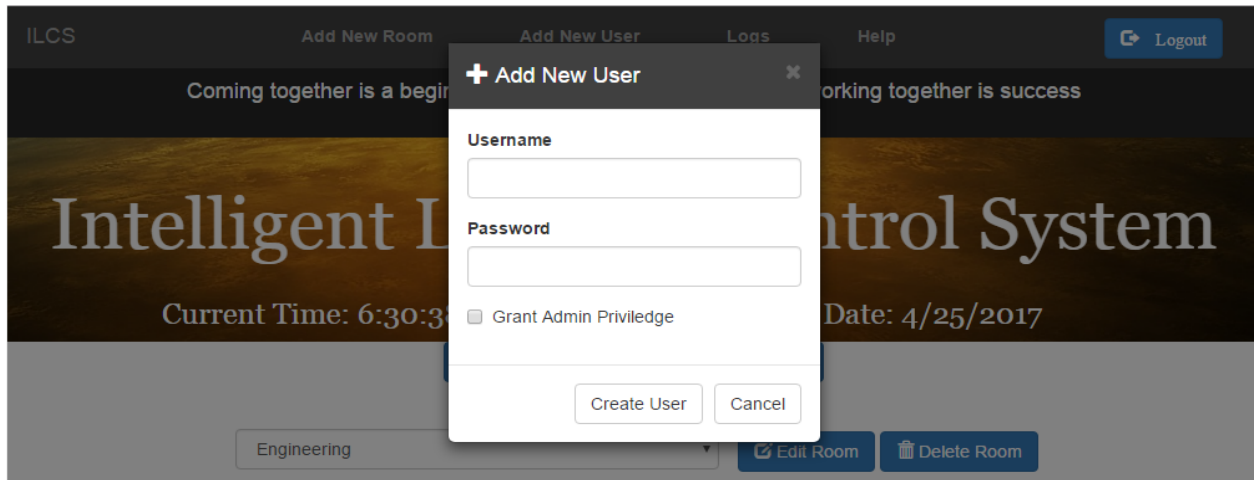 ILCS Add New Room Add New User Logs Help Logout
Add New User
Coming together is a begin orking together is success
Username
Intelligent L ntrol System
Password
Current Time: 6:30:38 Date: 4/25/2017
Grant Admin Priviledge
Create User Cancel
Engineering Edit Room Delete Room